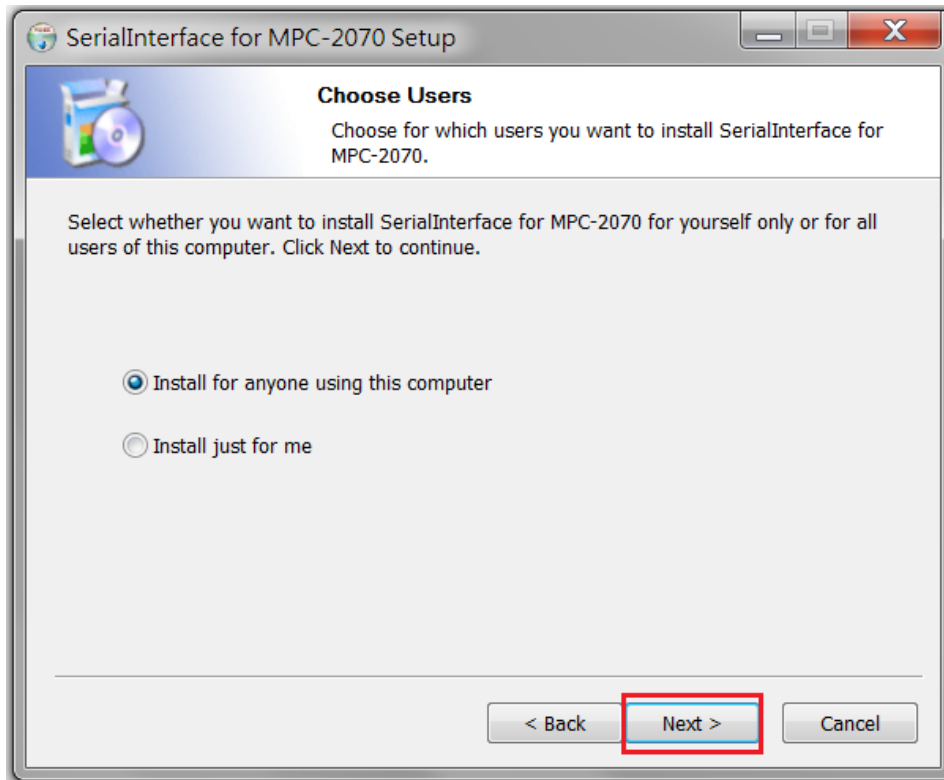 SerialInterface for MPC-2070 Setup
Choose Users
Choose for which users you want to install SerialInterface for
MPC-2070.
Select whether you want to install SerialInterface for MPC-2070 for yourself only or for all
users of this computer. Click Next to continue.
Install for anyone using this computer
Install just for me
< Back Next > Cancel